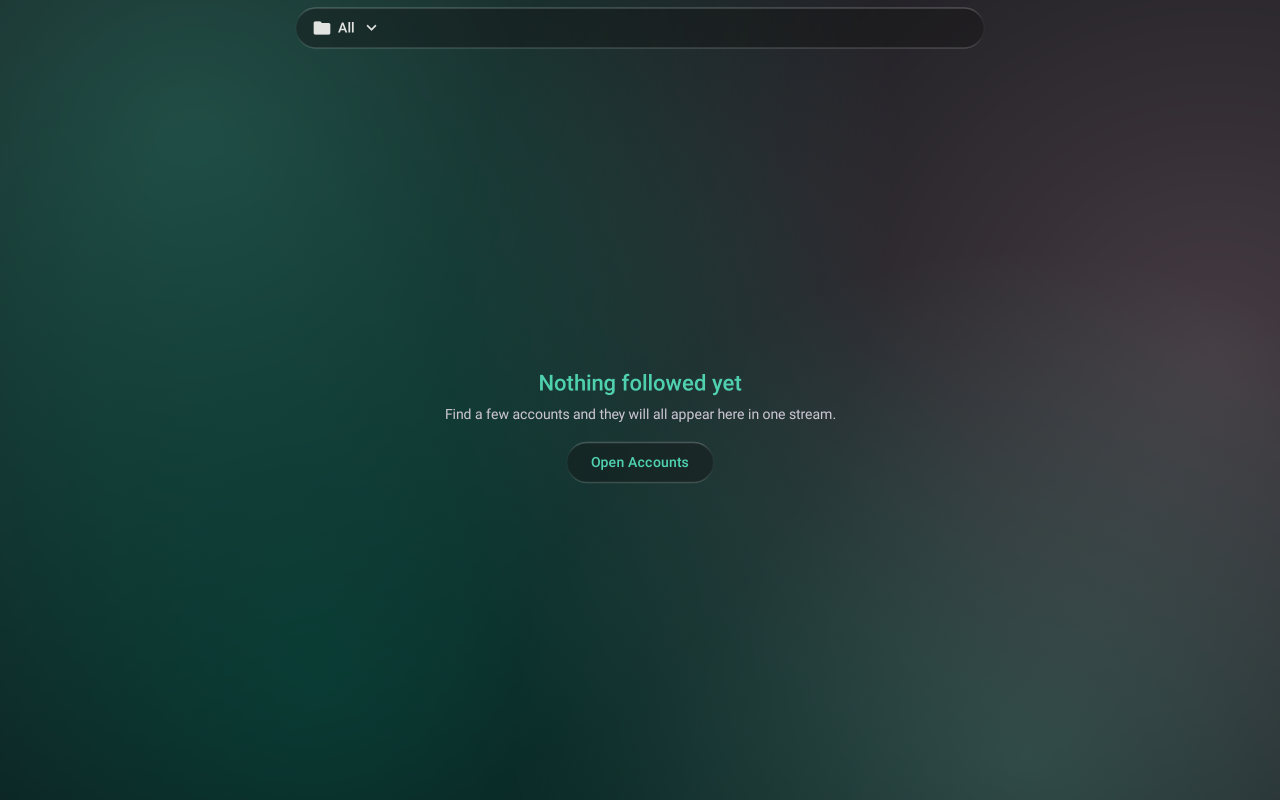 All
Nothing followed yet
Find a few accounts and they will all appear here in one stream.
Open Accounts